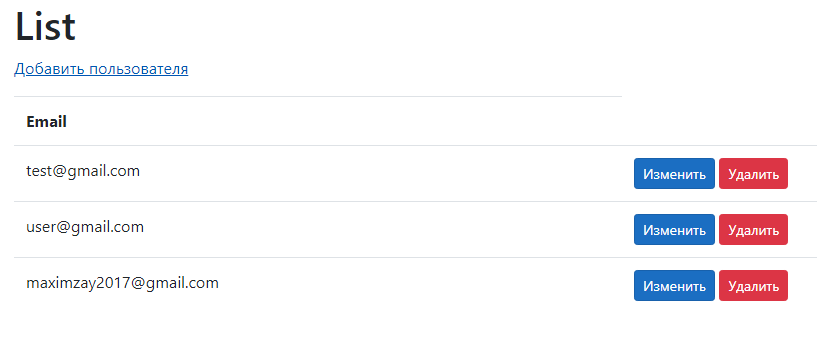 List
Добавить пользователя
Email
test@gmail.com Изменить Удалить
user@gmail.com Изменить Удалить
maximzay2017@gmail.com Изменить Удалить